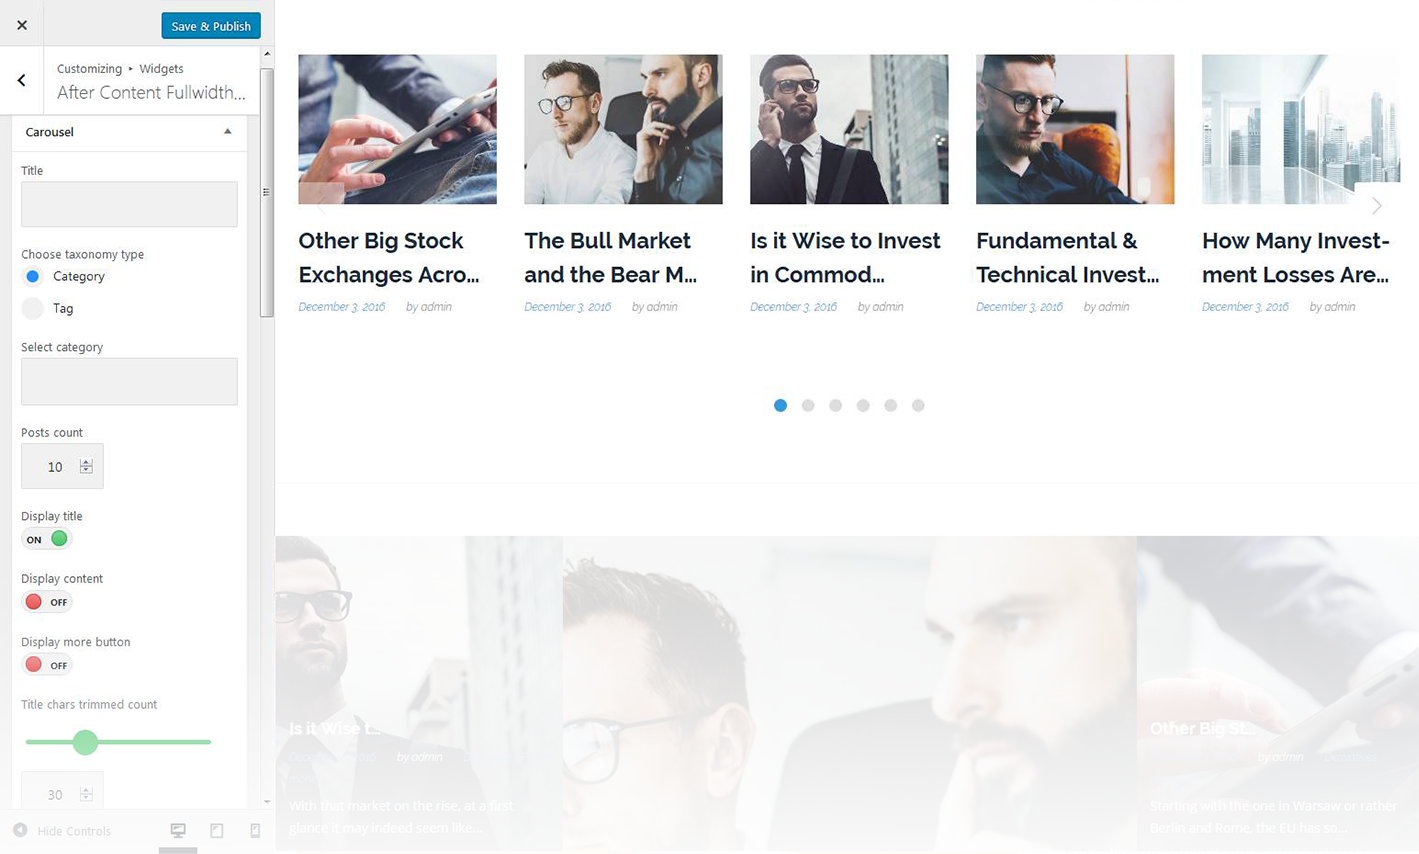 Save & Publish
Customizing ▸ Widgets
After Content Fullwidth...
Carousel
Title
Choose taxonomy type
Category
Tag
Select category
Posts count
10
Display title
ON
Display content
OFF
Display more button
OFF
Title chars trimmed count
30
Hide Controls
Other Big Stock
Exchanges Acro...
December 3, 2016 by admin
The Bull Market
and the Bear M...
December 3, 2016 by admin
Is it Wise to Invest
in Commod...
December 3, 2016 by admin
Fundamental &
Technical Invest...
December 3, 2016 by admin
How Many Invest-
ment Losses Are...
December 3, 2016 by admin
Is it Wise t...
by admin
With that market on the rise, at a first
glance it may indeed seem like...
Other Big St...
by admin
Starting with the one in Warsaw or rather
Berlin and Rome, the EU has so...